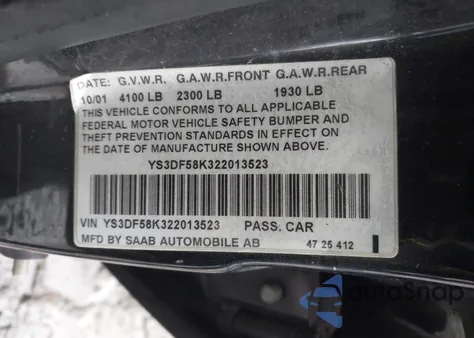 DATE: G.V.W.R. G.A.W.R.FRONT G.A.W.R.REAR
10/01 4100 LB 2300 LB 1930 LB
THIS VEHICLE CONFORMS TO ALL APPLICABLE
FEDERAL MOTOR VEHICLE SAFETY BUMPER AND
THEFT PREVENTION STANDARDS IN EFFECT ON
THE DATE OF MANUFACTURE SHOWN ABOVE.
YS3DF58K322013523
VIN YS3DF58K322013523 PASS. CAR
MFD BY SAAB AUTOMOBILE AB 47 25 412
autoSnap